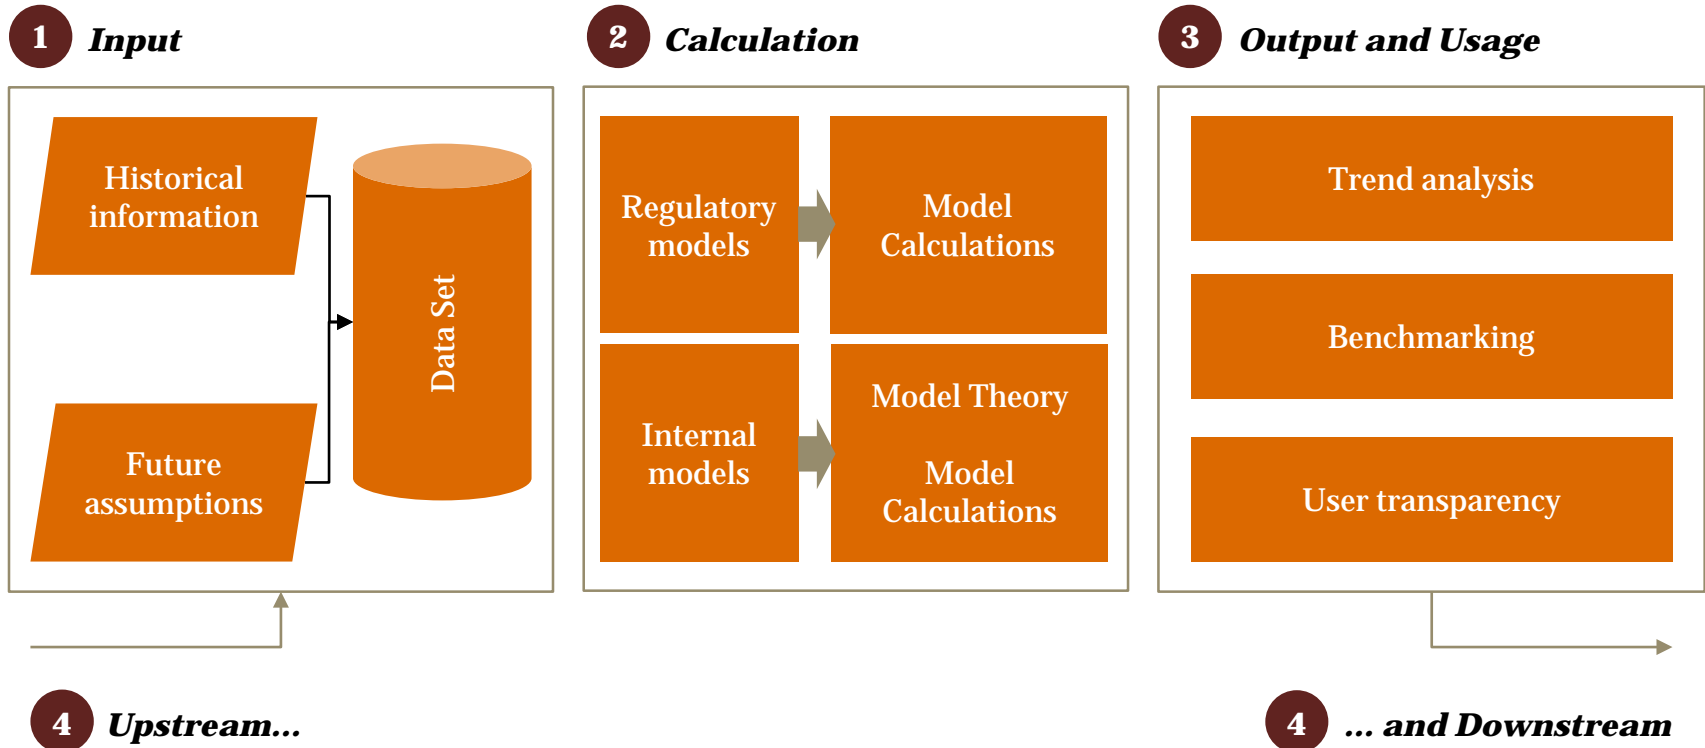 1 Input
Historical
information
Future
assumptions
Data Set
2 Calculation
Regulatory
models
Model
Calculations
Internal
models
Model Theory
Model
Calculations
3 Output and Usage
Trend analysis
Benchmarking
User transparency
4 Upstream...
4 ... and Downstream